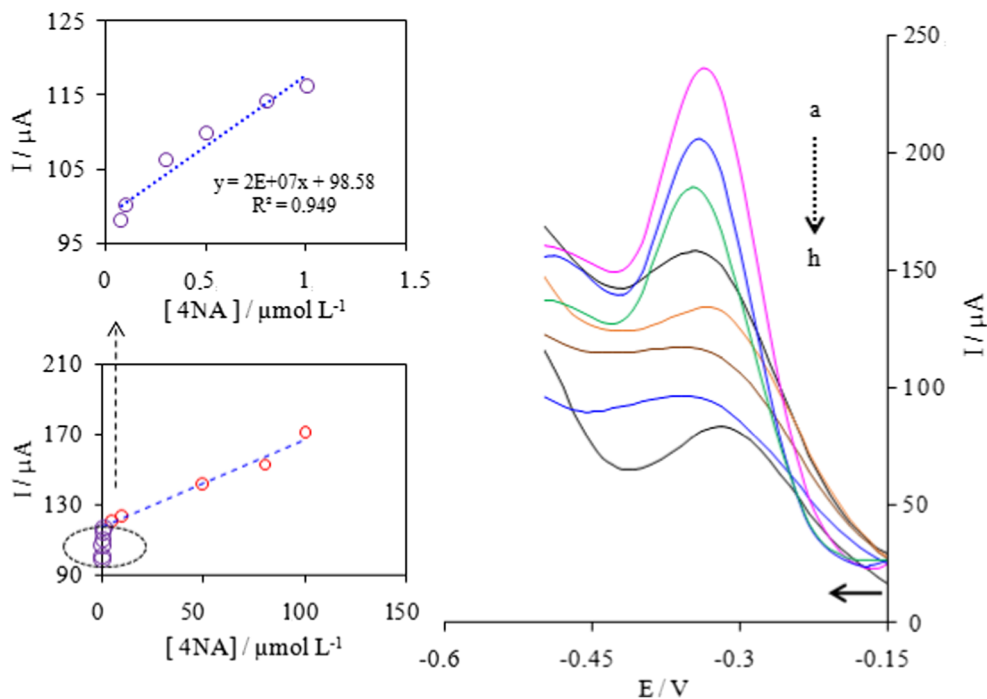 125
115
105
95
I / µA
y = 2E+07x + 98.58
R² = 0.949
0
0.5
1
1.5
[ 4NA ] / µmol L-1
210
170
130
90
I / µA
0
50
100
150
[ 4NA ] / µmol L-1
a
h
250
200
150
100
50
0
I / µA
-0.6
-0.45
-0.3
-0.15
E / V